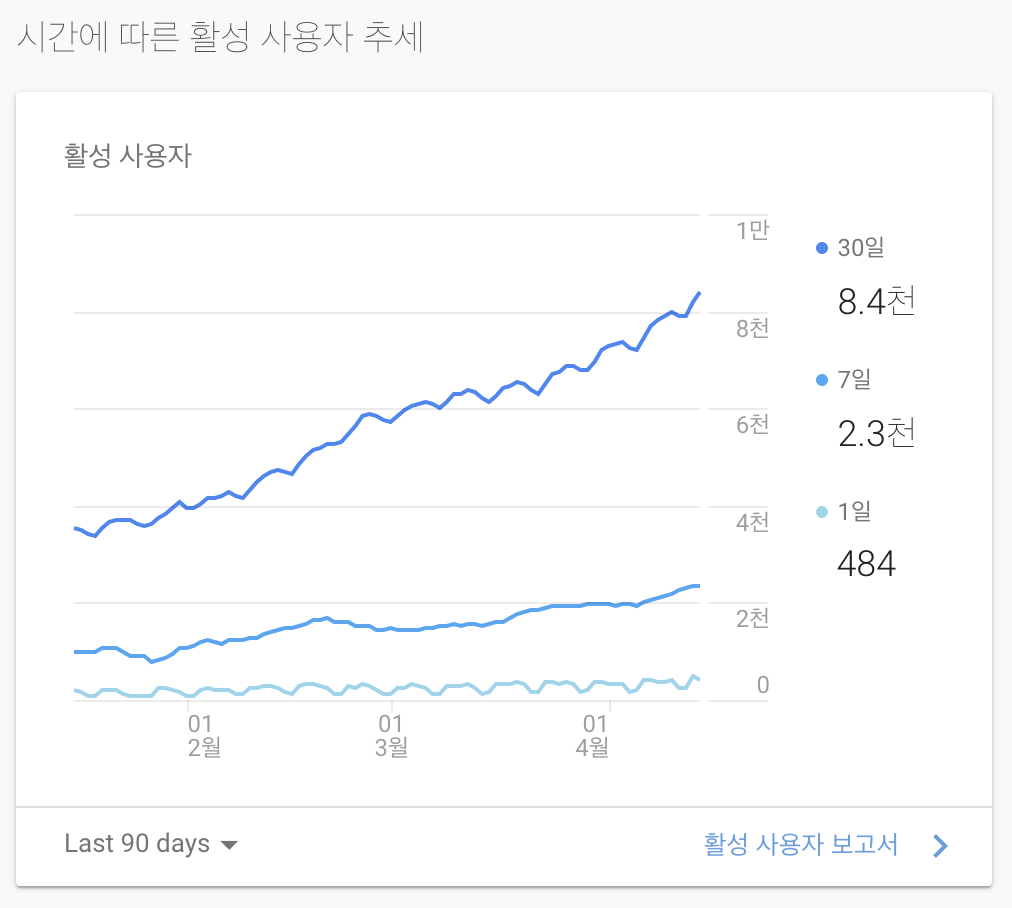 시간에 따른 활성 사용자 추세
활성 사용자
1만
8천
6천
4천
2천
0
01
2월
01
3월
01
4월
30일
8.4천
7일
2.3천
1일
484
Last 90 days
활성 사용자 보고서